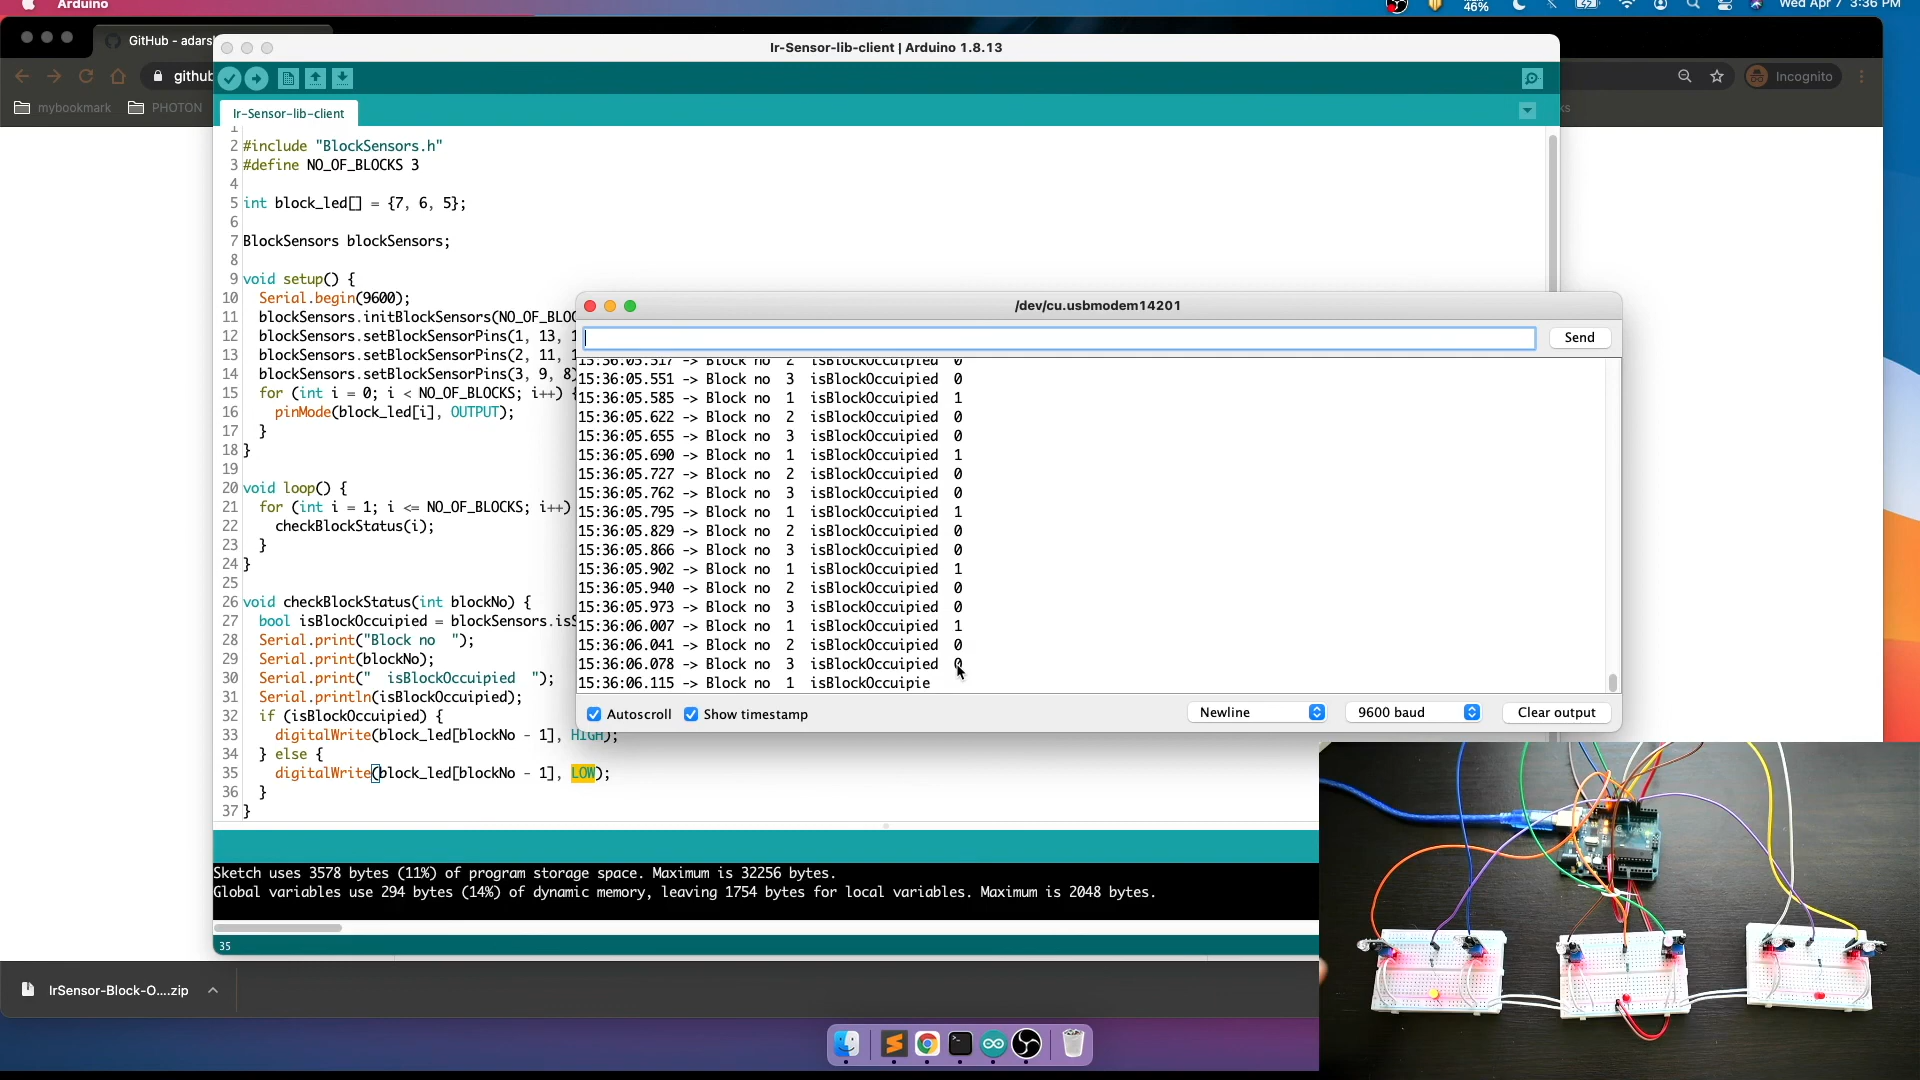 Arduino
46%
Wed Apr 7 3:36 PM
GitHub - adars
Ir-Sensor-lib-client | Arduino 1.8.13
github
Incognito
mybookmark
PHOTON
ks
Ir-Sensor-lib-client
1
2 #include "BlockSensors.h"
3 #define NO_OF_BLOCKS 3
4
5 int block_led[] = {7, 6, 5};
6
7 BlockSensors blockSensors;
8
9 void setup() {
10 Serial.begin(9600);
11 blockSensors.initBlockSensors(NO_OF_BLOC
12 blockSensors.setBlockSensorPins(1, 13, 1
13 blockSensors.setBlockSensorPins(2, 11, 1
14 blockSensors.setBlockSensorPins(3, 9, 8)
15 for (int i = 0; i < NO_OF_BLOCKS; i++) {
16 pinMode(block_led[i], OUTPUT);
17 }
18 }
19
20 void loop() {
21 for (int i = 1; i <= NO_OF_BLOCKS; i++)
22 checkBlockStatus(i);
23 }
24 }
25
26 void checkBlockStatus(int blockNo) {
27 bool isBlockOccuipied = blockSensors.isS
28 Serial.print("Block no  ");
29 Serial.print(blockNo);
30 Serial.print("  isBlockOccuipied  ");
31 Serial.println(isBlockOccuipied);
32 if (isBlockOccuipied) {
33 digitalWrite(block_led[blockNo - 1], HIGH);
34 } else {
35 digitalWrite(block_led[blockNo - 1], LOW);
36 }
37 }
/dev/cu.usbmodem14201
Send
15:36:05.517 -> Block no 2 isBlockOccuipied 0
15:36:05.551 -> Block no 3 isBlockOccuipied 0
15:36:05.585 -> Block no 1 isBlockOccuipied 1
15:36:05.622 -> Block no 2 isBlockOccuipied 0
15:36:05.655 -> Block no 3 isBlockOccuipied 0
15:36:05.690 -> Block no 1 isBlockOccuipied 1
15:36:05.727 -> Block no 2 isBlockOccuipied 0
15:36:05.762 -> Block no 3 isBlockOccuipied 0
15:36:05.795 -> Block no 1 isBlockOccuipied 1
15:36:05.829 -> Block no 2 isBlockOccuipied 0
15:36:05.866 -> Block no 3 isBlockOccuipied 0
15:36:05.902 -> Block no 1 isBlockOccuipied 1
15:36:05.940 -> Block no 2 isBlockOccuipied 0
15:36:05.973 -> Block no 3 isBlockOccuipied 0
15:36:06.007 -> Block no 1 isBlockOccuipied 1
15:36:06.041 -> Block no 2 isBlockOccuipied 0
15:36:06.078 -> Block no 3 isBlockOccuipied 0
15:36:06.115 -> Block no 1 isBlockOccuipie
Autoscroll
Show timestamp
Newline
9600 baud
Clear output
Sketch uses 3578 bytes (11%) of program storage space. Maximum is 32256 bytes.
Global variables use 294 bytes (14%) of dynamic memory, leaving 1754 bytes for local variables. Maximum is 2048 bytes.
35
IrSensor-Block-O....zip